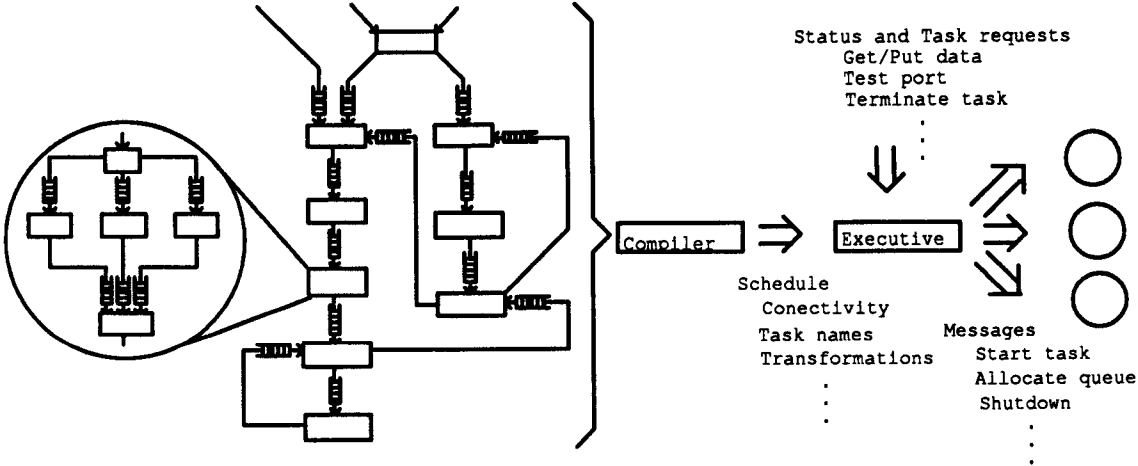 Status and Task requests
Get/Put data
Test port
Terminate task
.
.
.
Compiler
Executive
Schedule
Conectivity
Task names
Transformations
.
.
.
Messages
Start task
Allocate queue
Shutdown
.
.
.